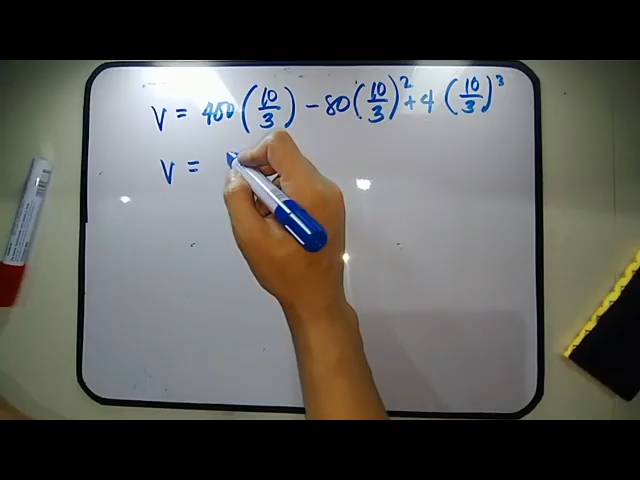 V = 400 (10/3) - 80 (10/3)² + 4 (10/3)³
V =